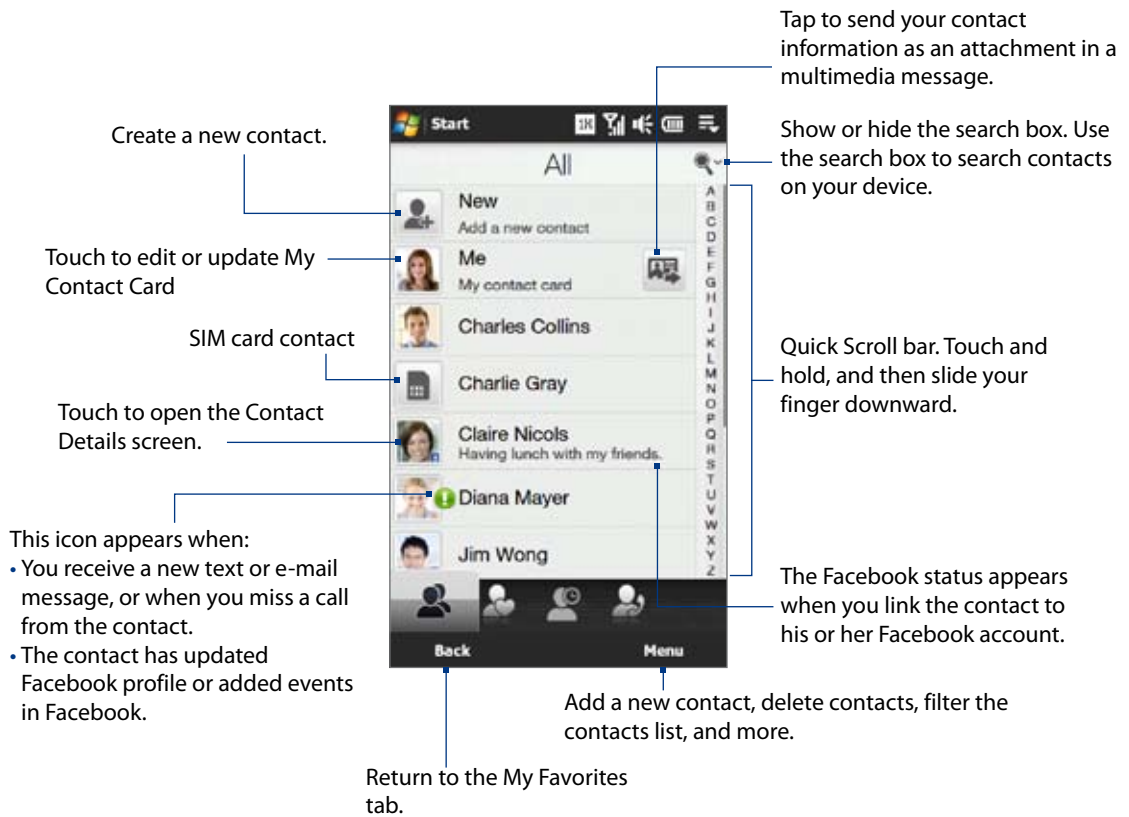 Tap to send your contact
information as an attachment in a
multimedia message.
Create a new contact.
Show or hide the search box. Use
the search box to search contacts
on your device.
Start
1X
All
New
Add a new contact
Touch to edit or update My
Contact Card
Me
My contact card
SIM card contact
Charles Collins
Charlie Gray
Quick Scroll bar. Touch and
hold, and then slide your
finger downward.
Touch to open the Contact
Details screen.
Claire Nicols
Having lunch with my friends.
Diana Mayer
Jim Wong
A
B
C
D
E
F
G
H
I
J
K
L
M
N
O
P
Q
R
S
T
U
V
W
X
Y
Z
This icon appears when:
• You receive a new text or e-mail
message, or when you miss a call
from the contact.
• The contact has updated
Facebook profile or added events
in Facebook.
The Facebook status appears
when you link the contact to
his or her Facebook account.
Back
Menu
Add a new contact, delete contacts, filter the
contacts list, and more.
Return to the My Favorites
tab.